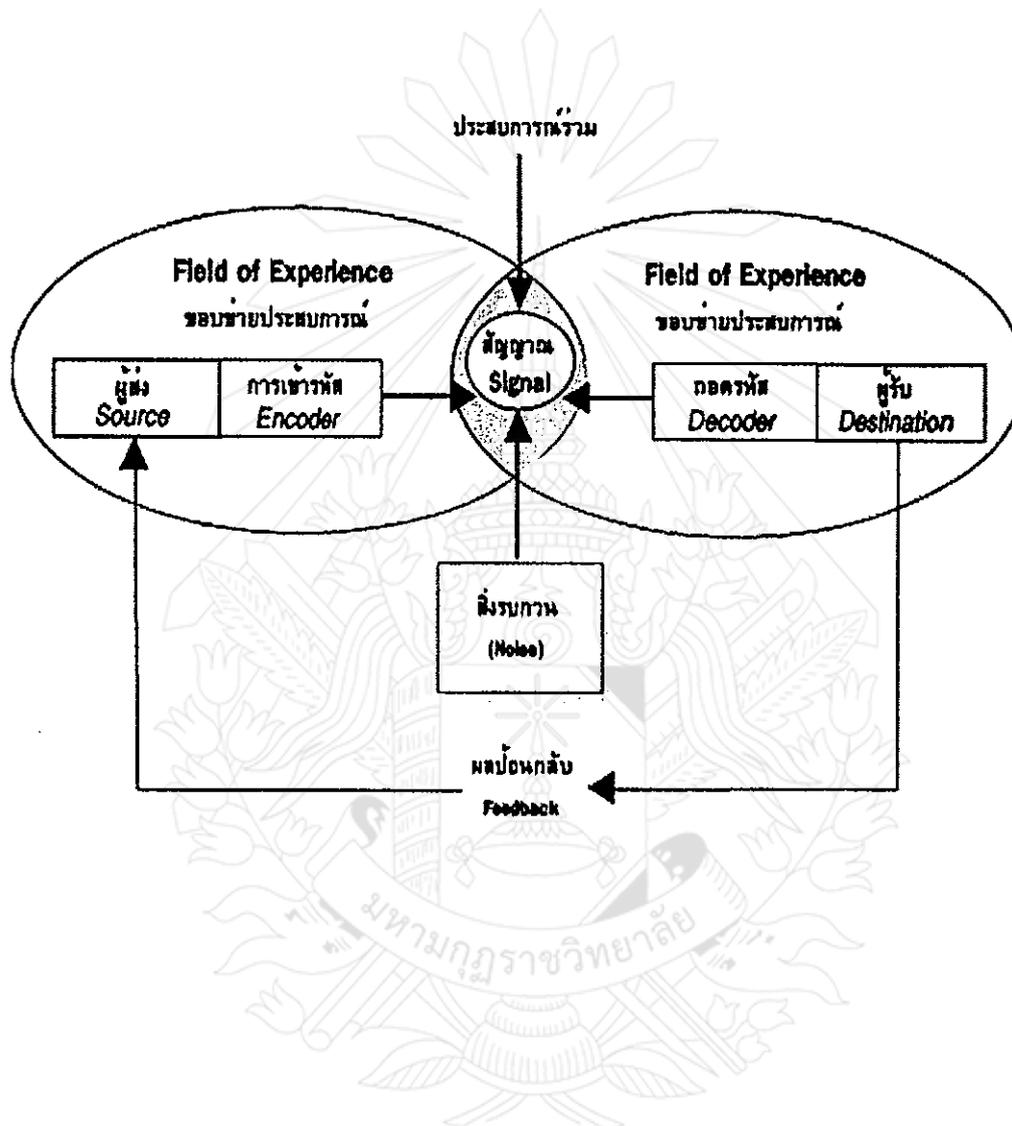 ประสบการณ์ร่วม
Field of Experience
ขอบข่ายประสบการณ์
Field of Experience
ขอบข่ายประสบการณ์
สัญญาณ
Signal
ผู้ส่ง
Source
การเข้ารหัส
Encoder
ถอดรหัส
Decoder
ผู้รับ
Destination
สิ่งรบกวน
(Noise)
ผลป้อนกลับ
Feedback
มหามกุฏราชวิทยาลัย